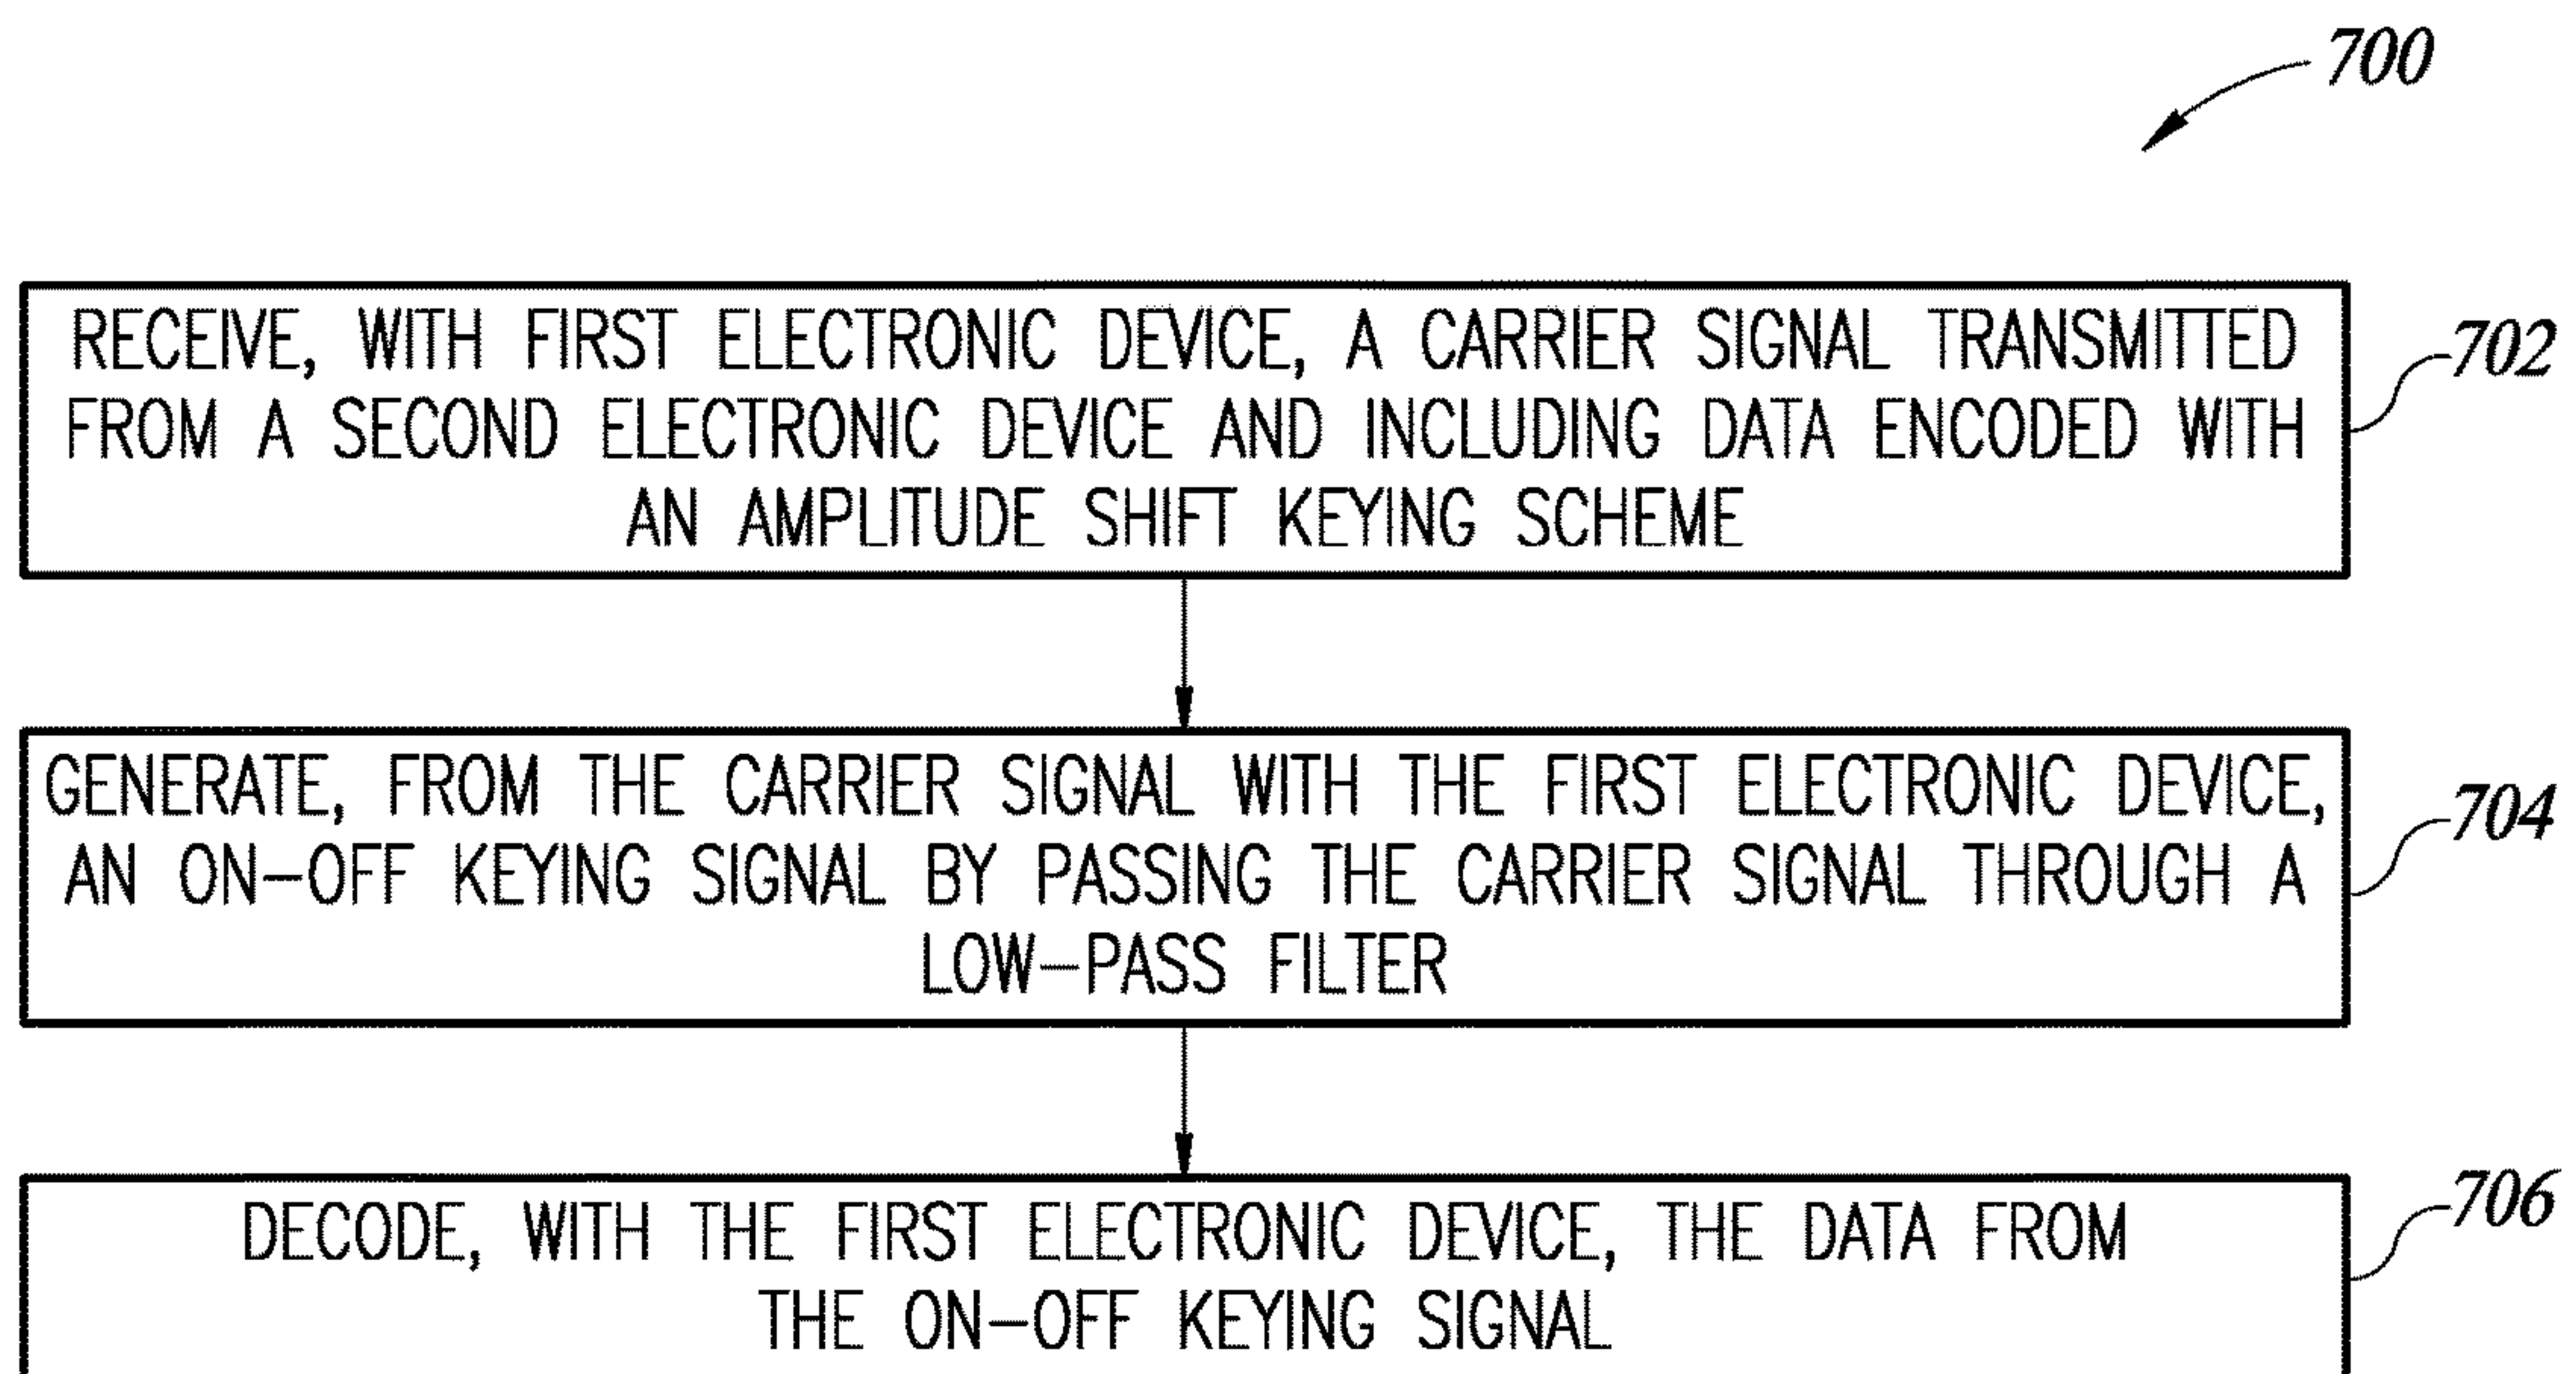 700
RECEIVE, WITH FIRST ELECTRONIC DEVICE, A CARRIER SIGNAL TRANSMITTED
FROM A SECOND ELECTRONIC DEVICE AND INCLUDING DATA ENCODED WITH
AN AMPLITUDE SHIFT KEYING SCHEME
702
GENERATE, FROM THE CARRIER SIGNAL WITH THE FIRST ELECTRONIC DEVICE,
AN ON-OFF KEYING SIGNAL BY PASSING THE CARRIER SIGNAL THROUGH A
LOW-PASS FILTER
704
DECODE, WITH THE FIRST ELECTRONIC DEVICE, THE DATA FROM
THE ON-OFF KEYING SIGNAL
706